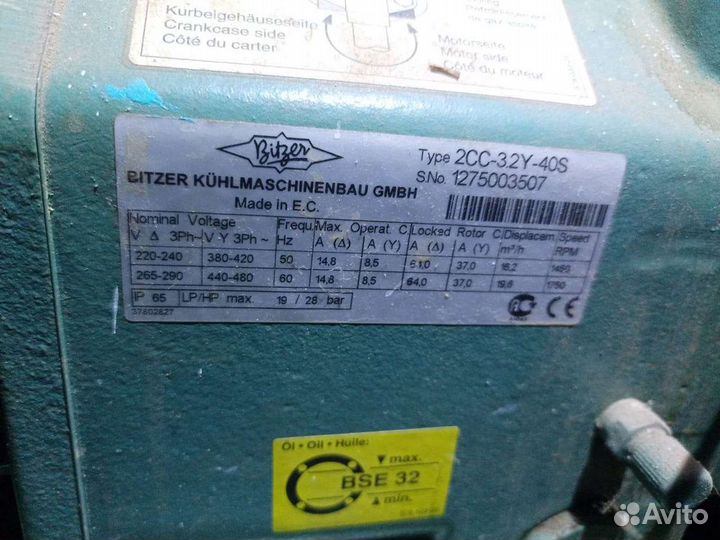 Kurbelgehäuseseite
Crankcase side
Côté du carter
Motorseite
Motor side
Côté du moteur
Bitzer
Type 2CC-3.2Y-40S
S.No. 1275003507
BITZER KÜHLMASCHINENBAU GMBH
Made in E.C.
Nominal Voltage Frequ. Max. Operat. C. Locked Rotor C. Displacem. Speed
V Δ 3Ph~ V Y 3Ph~ Hz A (Δ) A (Y) A (Δ) A (Y) m³/h RPM
220-240 380-420 50 14,8 8,5 61,0 37,0 16,2 1450
265-290 440-480 60 14,8 8,5 64,0 37,0 19,6 1750
IP 65 LP/HP max. 19 / 28 bar
37602827
Öl • Oil • Huile:
max.
BSE 32
min.
Avito